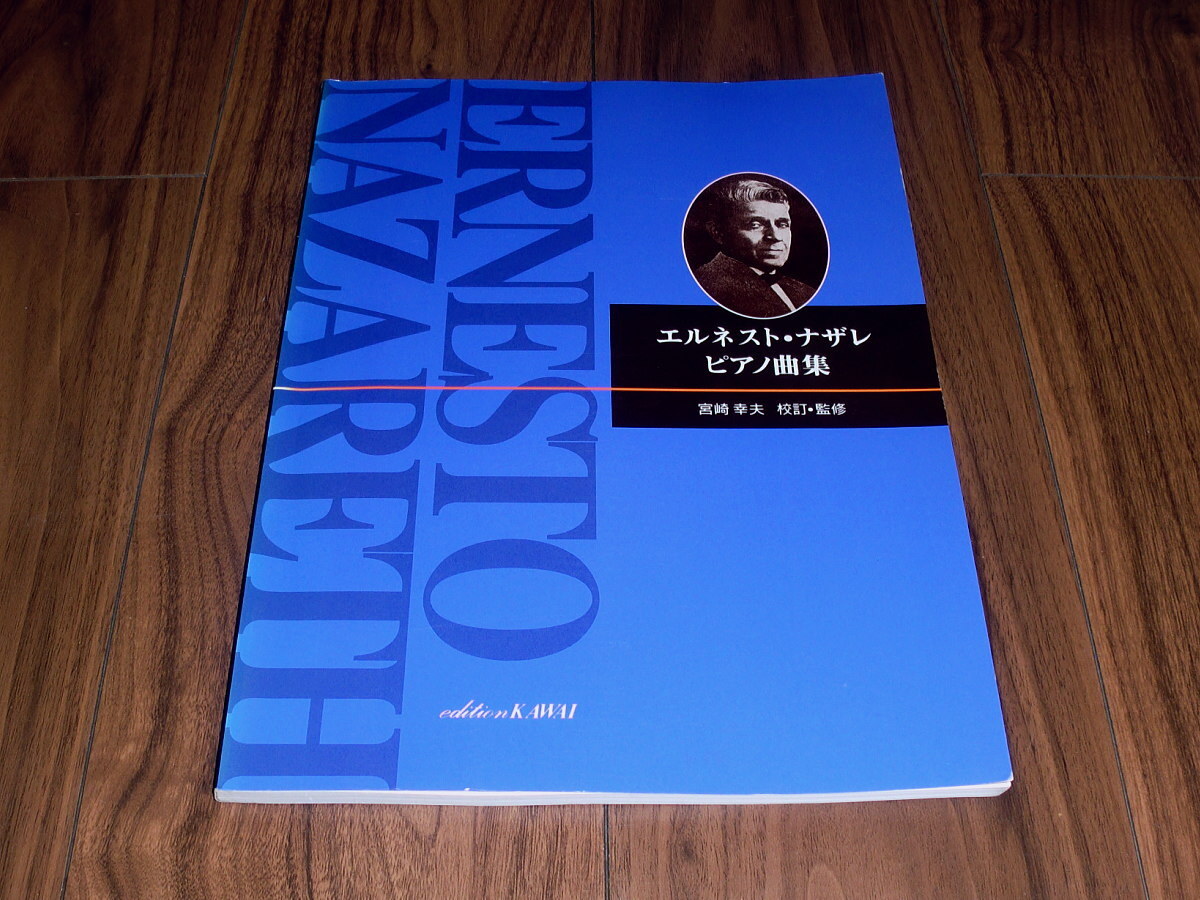 ERNESTO
NAZARETH
エルネスト・ナザレ
ピアノ曲集
宮崎 幸夫 校訂・監修
edition KAWAI